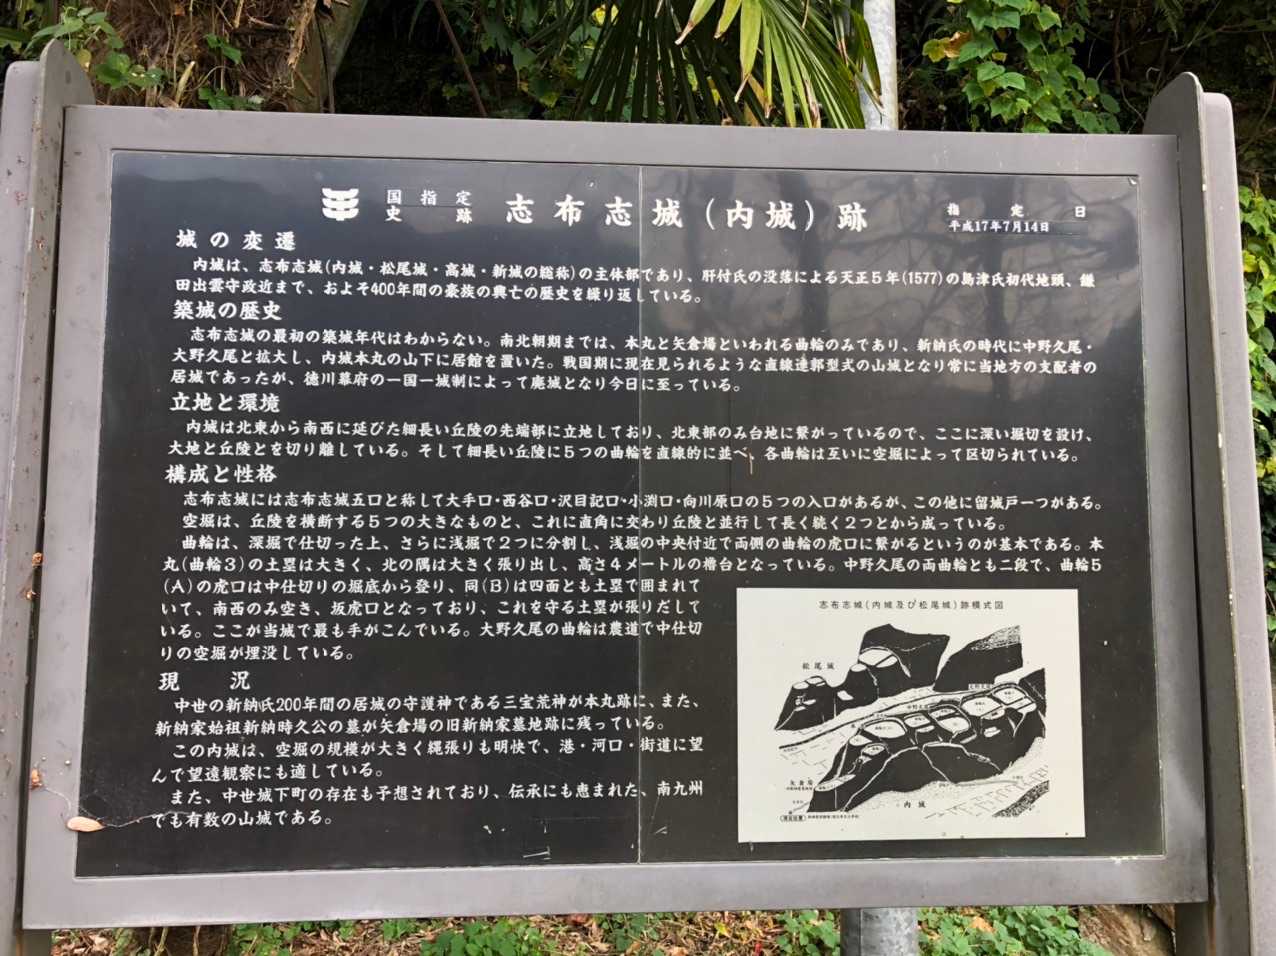 国指定
史跡
志布志城(内城)跡
指定日
平成17年7月14日
城の変遷
内城は、志布志城(内城・松尾城・高城・新城の総称)の主体部であり、肝付氏の没落による天正5年(1577)の島津氏初代地頭、鎌
田出雲守政近まで、およそ400年間の豪族の興亡の歴史を繰り返している。
築城の歴史
志布志城の最初の築城年代はわからない。南北朝期までは、本丸と矢倉場といわれる曲輪のみであり、新納氏の時代に中野久尾・
大野久尾と拡大し、内城本丸の山下に居館を置いた。戦国期に現在見られるような直線連郭型式の山城となり常に当地方の支配者の
居城であったが、徳川幕府の一国一城制によって廃城となり今日に至っている。
立地と環境
内城は北東から南西に延びた細長い丘陵の先端部に立地しており、北東部のみ台地に繋がっているので、ここに深い堀切を設け、
大地と丘陵とを切り離している。そして細長い丘陵に5つの曲輪を直線的に並べ、各曲輪は互いに空堀によって区切られている。
構成と性格
志布志城には志布志城五口と称して大手口・西谷口・沢目記口・小渕口・向川原口の5つの入口があるが、この他に留城戸一つがある。
空堀は、丘陵を横断する5つの大きなものと、これに直角に交わり丘陵と並行して長く続く2つとから成っている。
曲輪は、深堀で仕切った上、さらに浅堀で2つに分割し、浅堀の中央付近で両側の曲輪の虎口に繋がるというのが基本である。本
丸(曲輪3)の土塁は大きく、北の隅は大きく張り出し、高さ4メートルの櫓台となっている。中野久尾の両曲輪とも二段で、曲輪5
(A)の虎口は中仕切りの堀底から登り、同(B)は四面とも土塁で囲まれて
いて、南西のみ空き、坂虎口となっており、これを守る土塁が張りだして
いる。ここが当城で最も手がこんでいる。大野久尾の曲輪は農道で中仕切
りの空堀が埋没している。
現況
中世の新納氏200年間の居城の守護神である三宝荒神が本丸跡に、また、
新納家始祖新納時久公の墓が矢倉場の旧新納家墓地跡に残っている。
この内城は、空堀の規模が大きく縄張りも明快で、港・河口・街道に望
んで望遠観察にも適している。
また、中世城下町の存在も予想されており、伝承にも恵まれた、南九州
でも有数の山城である。
志布志城(内城及び松尾城)跡模式図
松尾城
矢倉場
内城